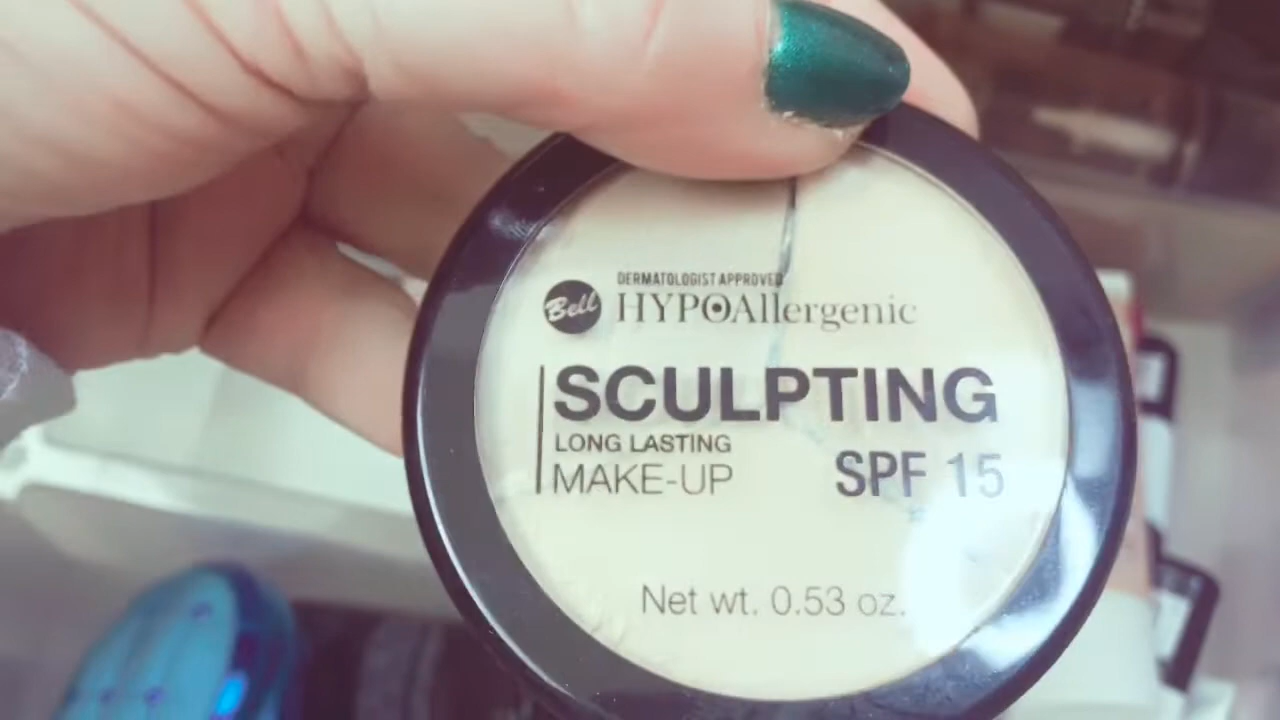 DERMATOLOGIST APPROVED
Bell HYPOAllergenic
SCULPTING
LONG LASTING
MAKE-UP SPF 15
Net wt. 0.53 oz.